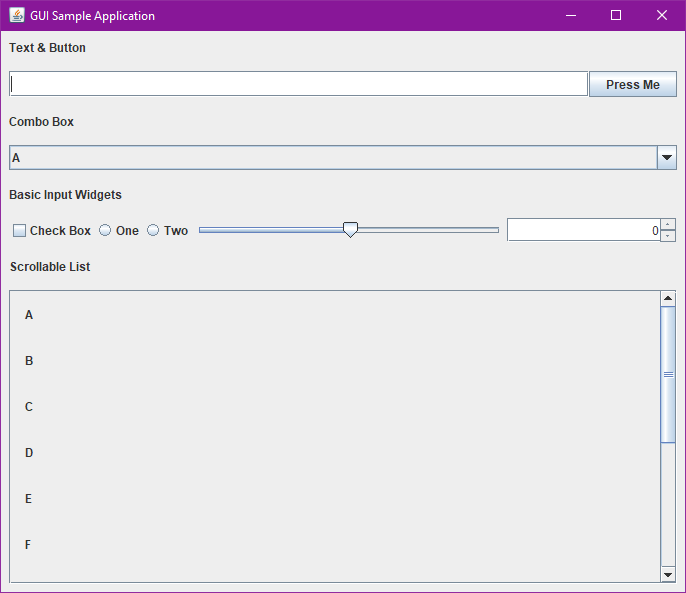 GUI Sample Application
Text & Button
Press Me
Combo Box
A
Basic Input Widgets
Check Box One Two 0
Scrollable List
A
B
C
D
E
F